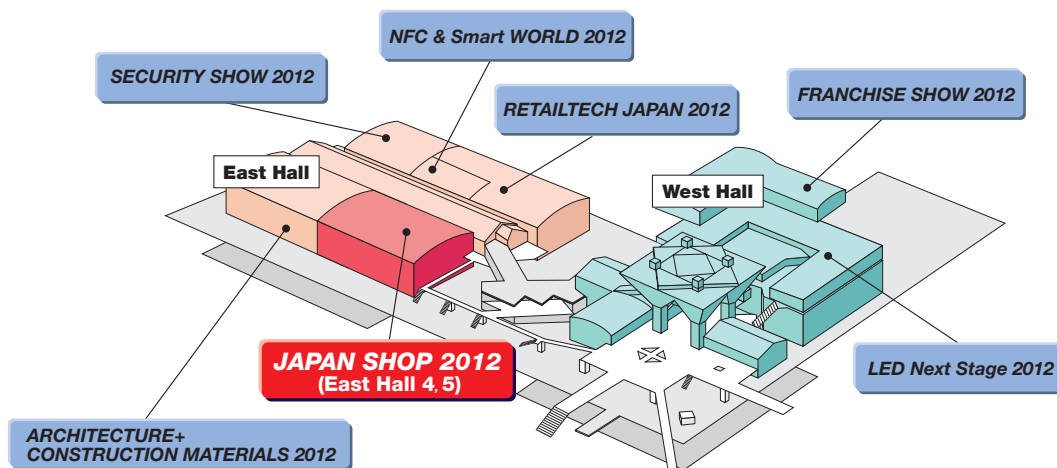 NFC & Smart WORLD 2012
SECURITY SHOW 2012
FRANCHISE SHOW 2012
RETAILTECH JAPAN 2012
East Hall
West Hall
JAPAN SHOP 2012
(East Hall 4, 5)
LED Next Stage 2012
ARCHITECTURE+
CONSTRUCTION MATERIALS 2012